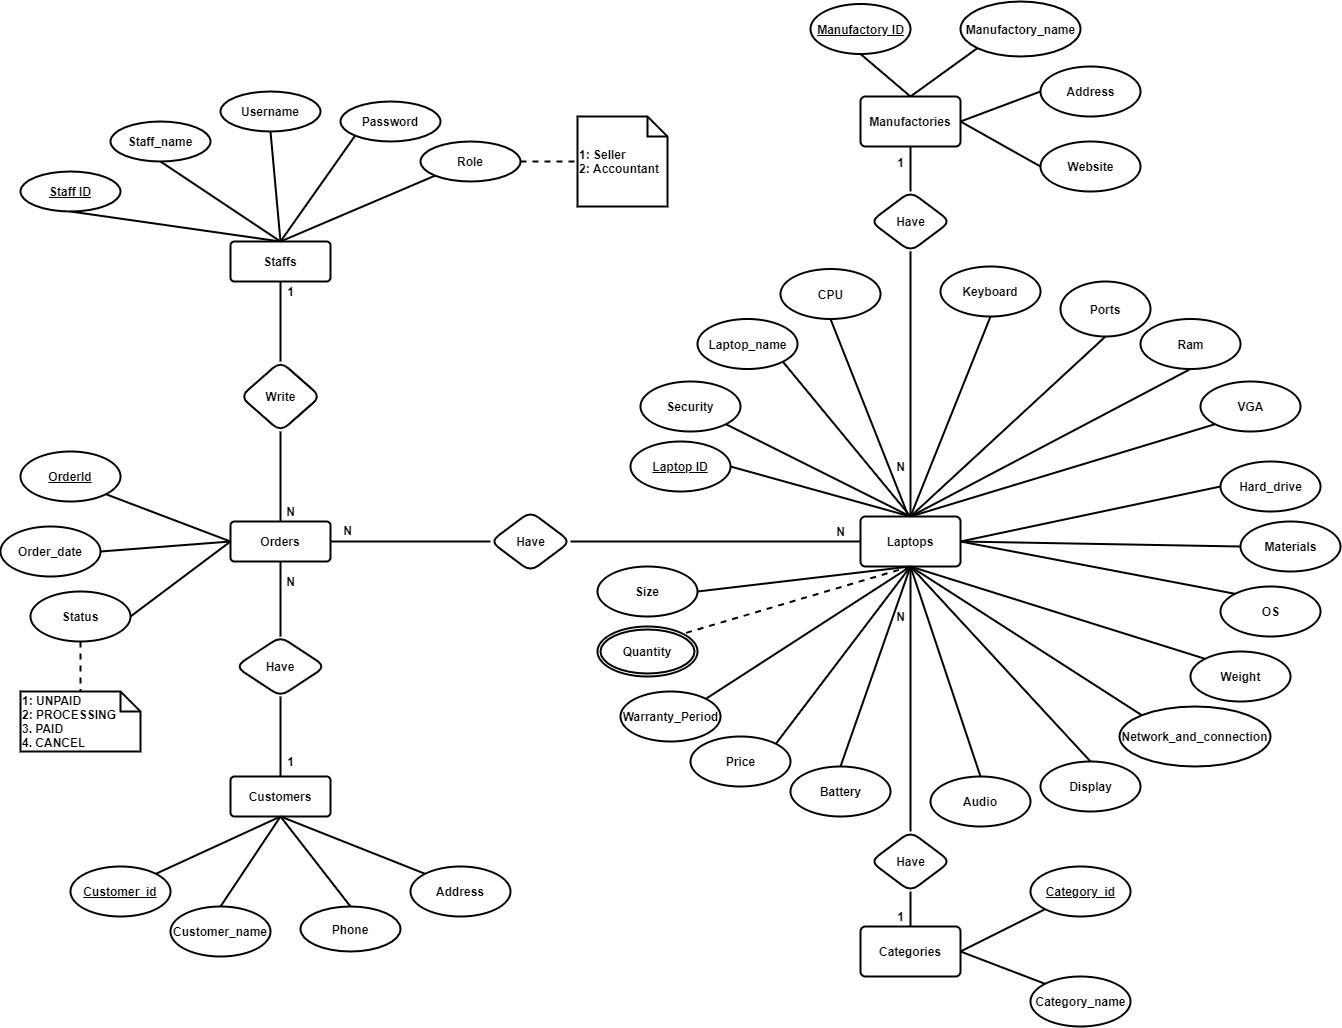 Manufactory ID
Manufactory_name
Address
Manufactories
Website
1
Have
Username
Password
Staff_name
Role
1: Seller
2: Accountant
Staff ID
Staffs
1
Write
N
CPU
Keyboard
Ports
Laptop_name
Ram
Security
VGA
Laptop ID
N
Hard_drive
OrderId
Order_date
Orders
N
Have
N
Laptops
Materials
Status
N
Size
N
OS
Quantity
Have
Weight
1: UNPAID
2: PROCESSING
3. PAID
4. CANCEL
Warranty_Period
Network_and_connection
1
Price
Battery
Audio
Display
Customers
Have
Customer_id
Customer_name
Phone
Address
1
Categories
Category_id
Category_name